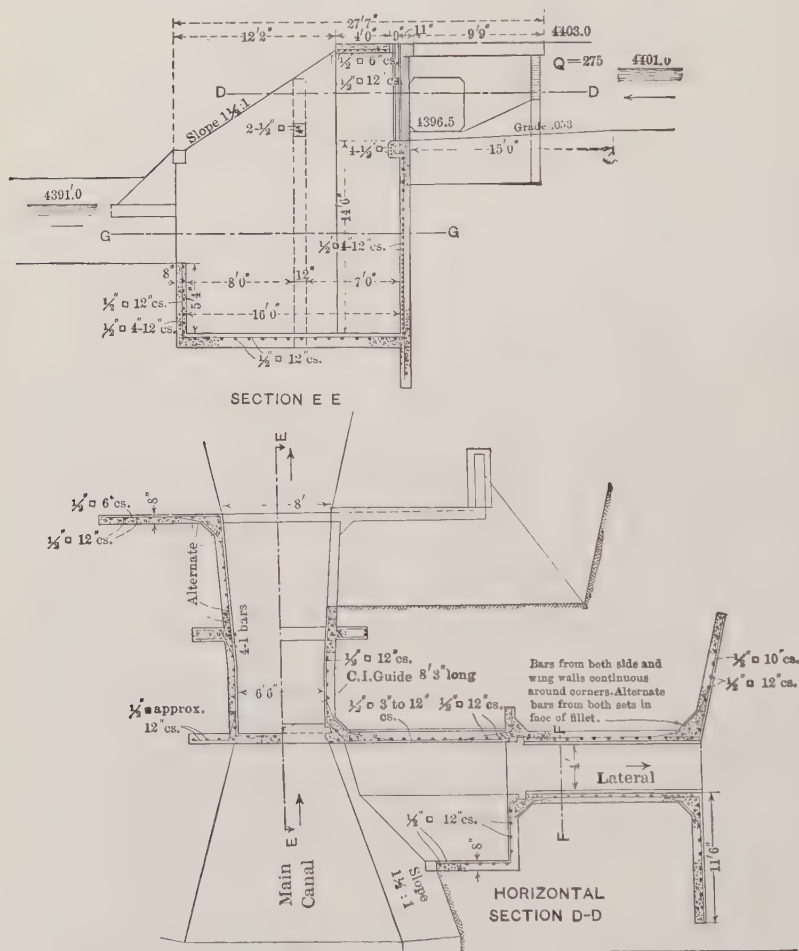 27'7"
12'2"
4'0"
9"
11"
9'9"
4403.0
½" □ 6"cs.
½" □ 12"cs.
Q=275
4401.0
D
D
Slope 1½:1
2-½" □
4396.5
Grade .053
4-½" □
15'0"
4391.0
14'6"
G
G
½" □ 4-12"cs.
8"
8'0"
12"
7'0"
½" □ 12"cs.
5'4"
½" □ 4-12"cs.
16'0"
½" □ 12"cs.
SECTION E E
E
½" □ 6"cs.
8"
8'
½" □ 12"cs.
Alternate
4-1 bars
½" □ 12"cs.
C.I.Guide 8'3"long
6'6"
½" □ 3"to 12"
cs.
½" □ 12"cs.
½" approx.
12"cs.
Bars from both side and
wing walls continuous
around corners. Alternate
bars from both sets in
face of fillet.
½" □ 10"cs.
½" □ 12"cs.
F
Lateral
F
E
Main
Canal
½" □ 12"cs.
8"
Slope
1½:1
11'6"
HORIZONTAL
SECTION D-D